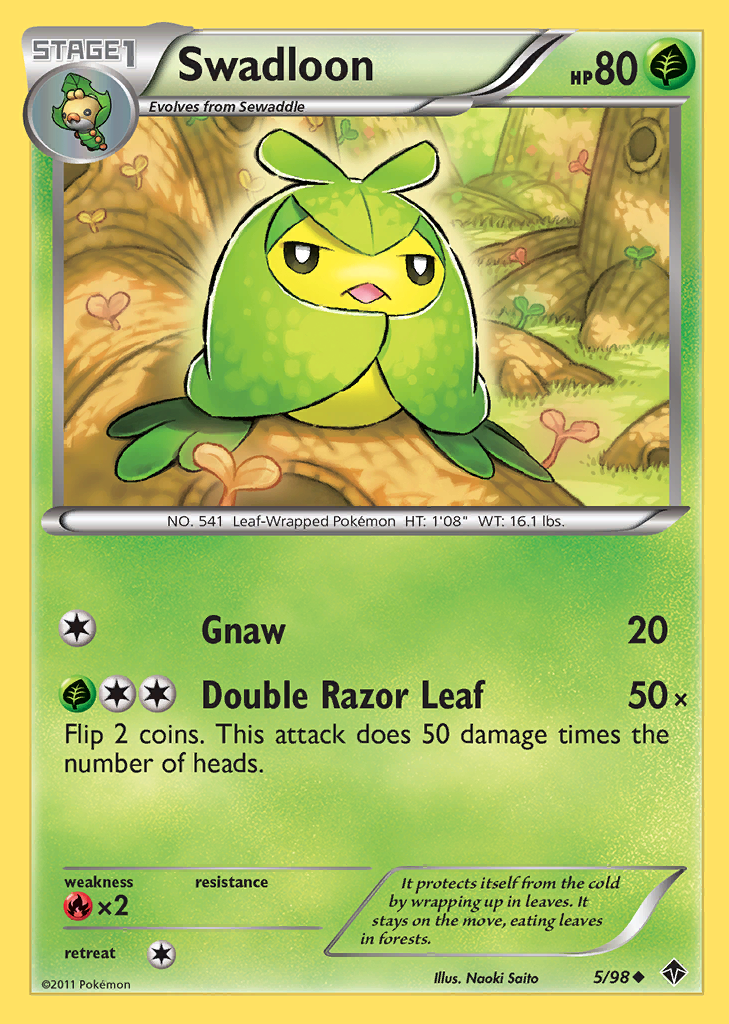 STAGE1
Swadloon
HP80
Evolves from Sewaddle
NO. 541 Leaf-Wrapped Pokémon HT: 1'08" WT: 16.1 lbs.
Gnaw 20
Double Razor Leaf 50×
Flip 2 coins. This attack does 50 damage times the
number of heads.
weakness resistance
×2
retreat
It protects itself from the cold
by wrapping up in leaves. It
stays on the move, eating leaves
in forests.
©2011 Pokémon
Illus. Naoki Saito
5/98